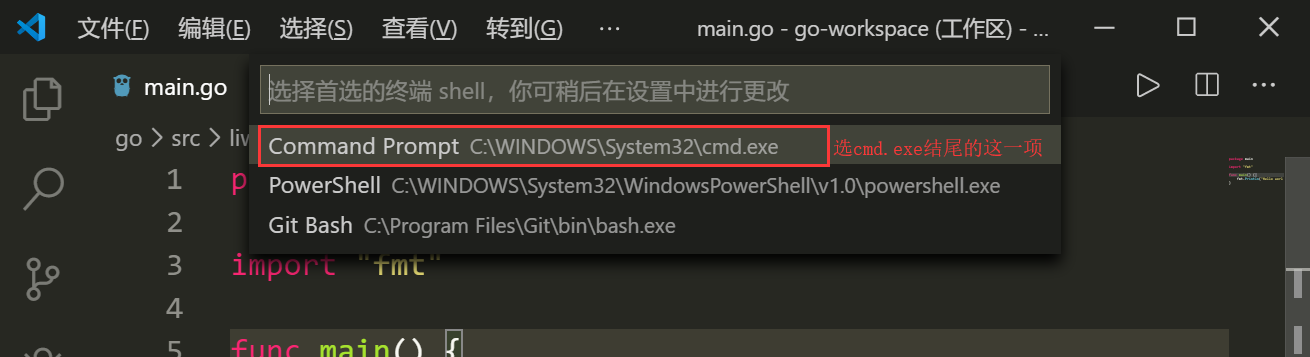 文件(F) 编辑(E) 选择(S) 查看(V) 转到(G) ··· main.go - go-workspace (工作区) - ...
main.go
选择首选的终端 shell，你可稍后在设置中进行更改
go > src >
Command Prompt C:\WINDOWS\System32\cmd.exe 选cmd.exe结尾的这一项
PowerShell C:\WINDOWS\System32\WindowsPowerShell\v1.0\powershell.exe
Git Bash C:\Program Files\Git\bin\bash.exe
1
2
3 import "fmt"
4
5 func main() {
package main
import "fmt"